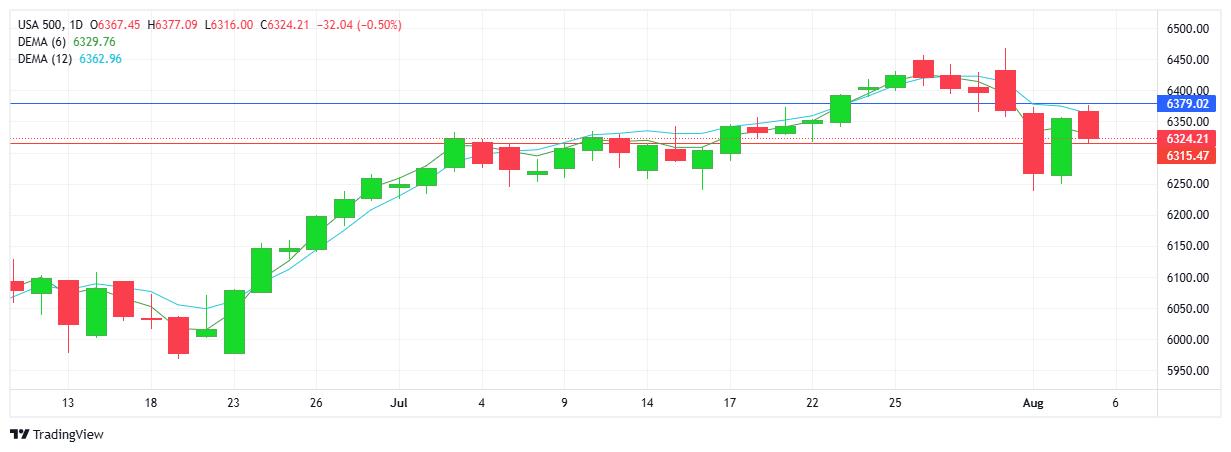 USA 500, 1D O6367.45 H6377.09 L6316.00 C6324.21 −32.04 (−0.50%)
DEMA (6) 6329.76
DEMA (12) 6362.96
6500.00
6450.00
6400.00
6379.02
6350.00
6324.21
6315.47
6250.00
6200.00
6150.00
6100.00
6050.00
6000.00
5950.00
13 18 23 26 Jul 4 9 14 17 22 25 Aug 6
TradingView